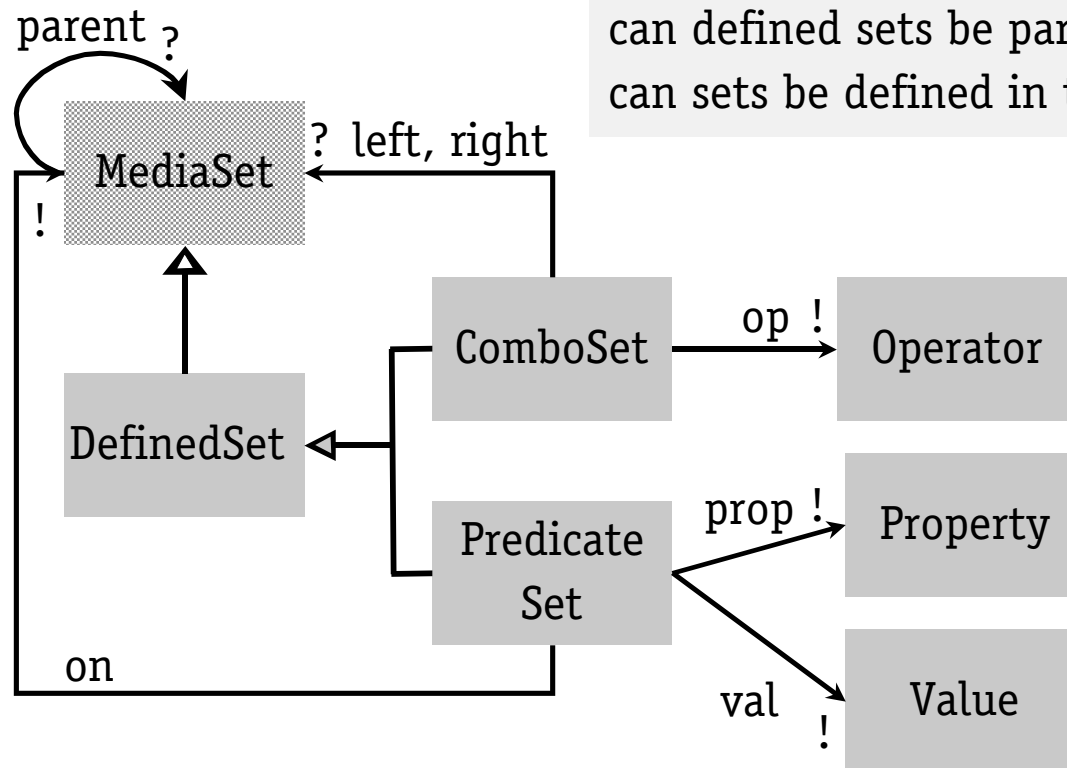 parent ?
can defined sets be
can sets be defined in
MediaSet
? left, right
!
ComboSet
op !
Operator
DefinedSet
prop !
Property
Predicate
Set
on
val
!
Value